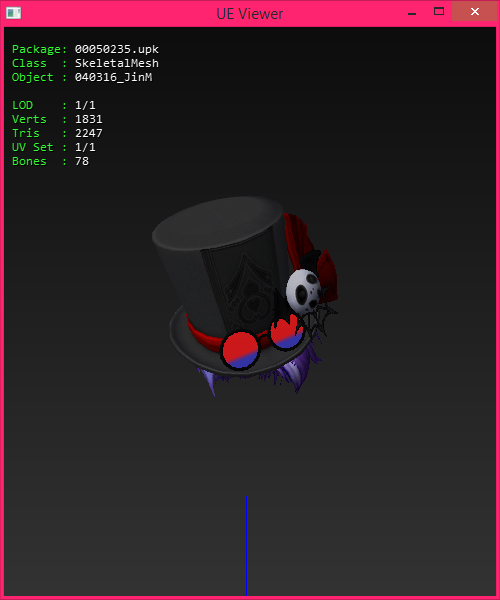 UE Viewer
Package: 00050235.upk
Class : SkeletalMesh
Object : 040316_JinM
LOD : 1/1
Verts : 1831
Tris : 2247
UV Set : 1/1
Bones : 78